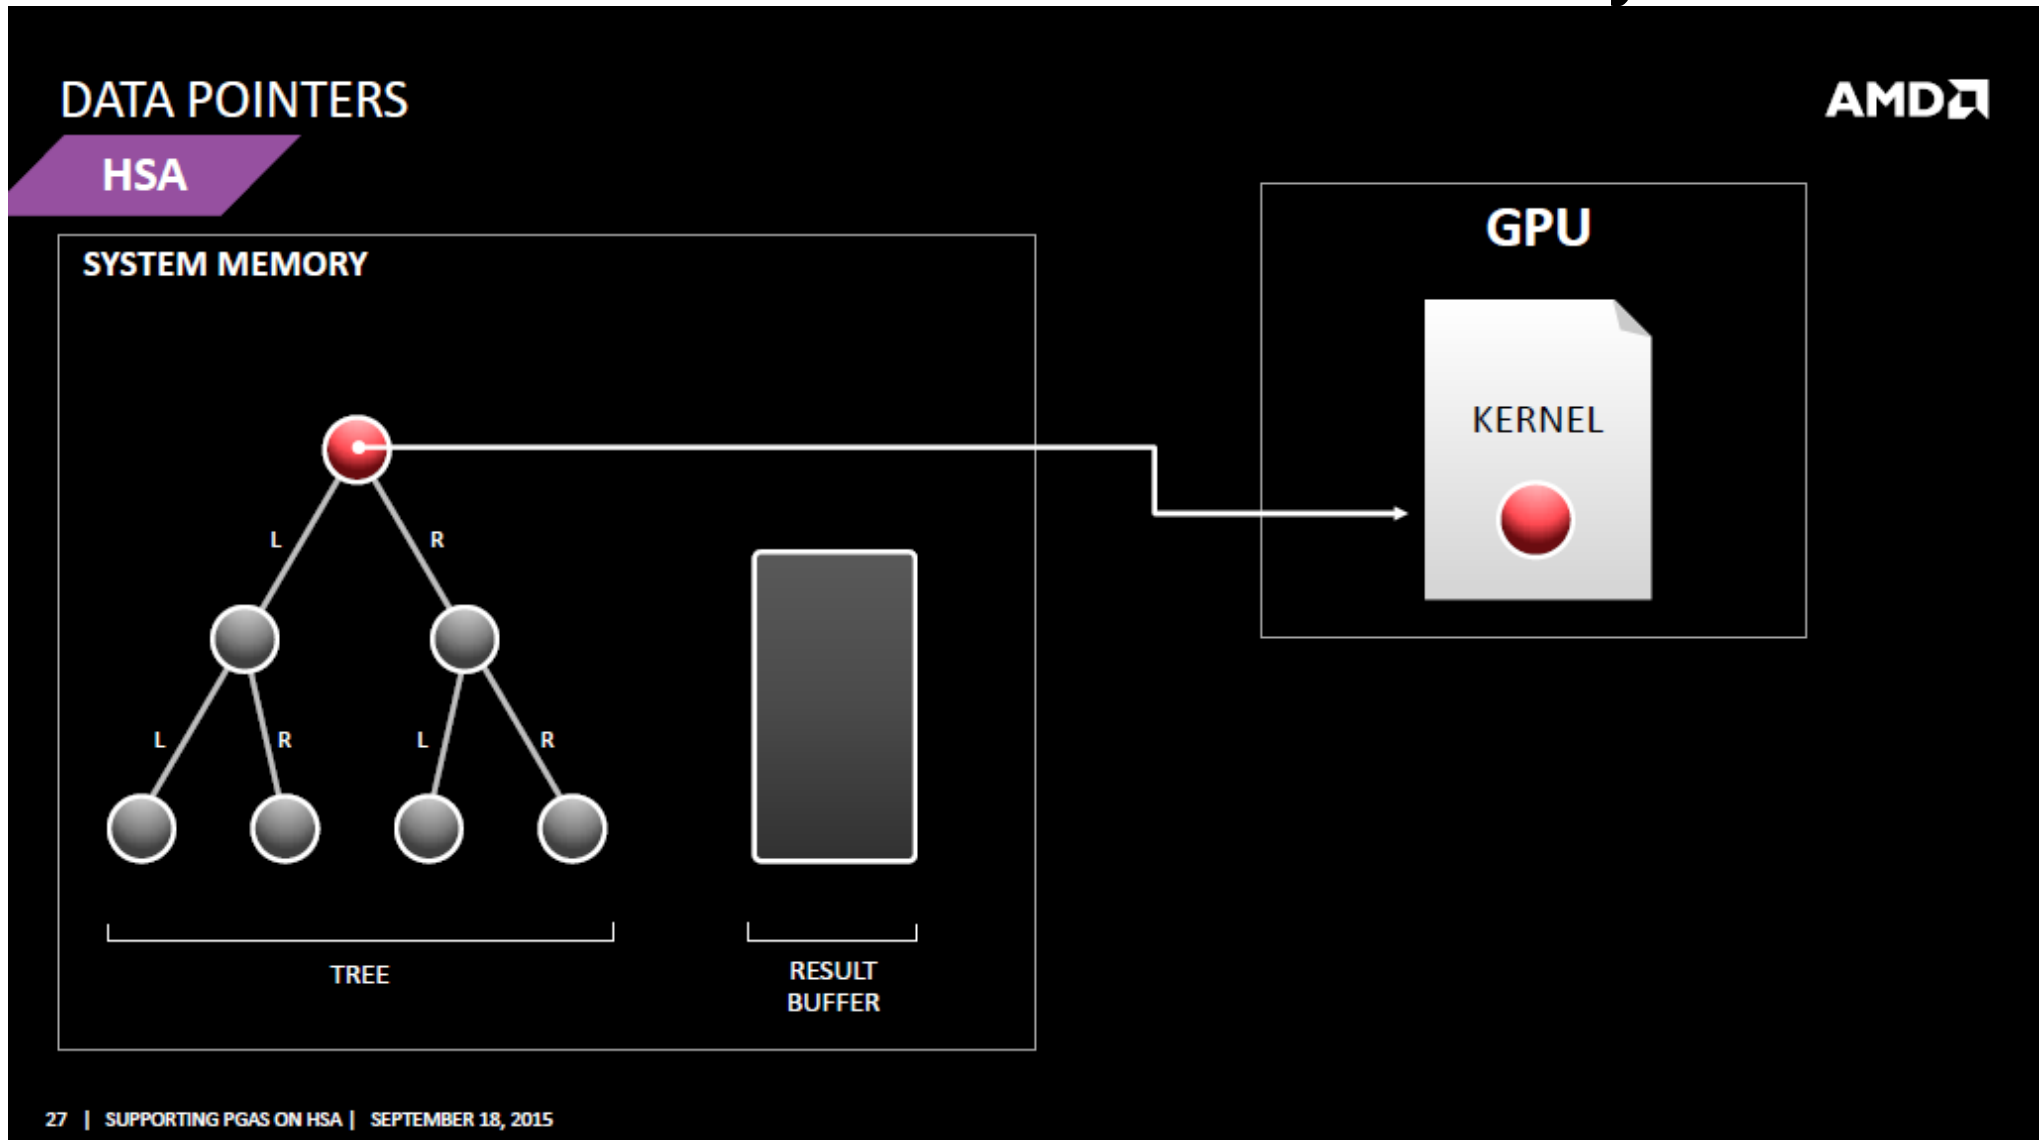 DATA POINTERS
AMD
HSA
GPU
SYSTEM MEMORY
KERNEL
L
R
L
R
L
R
TREE
RESULT
BUFFER
27 | SUPPORTING PGAS ON HSA | SEPTEMBER 18, 2015